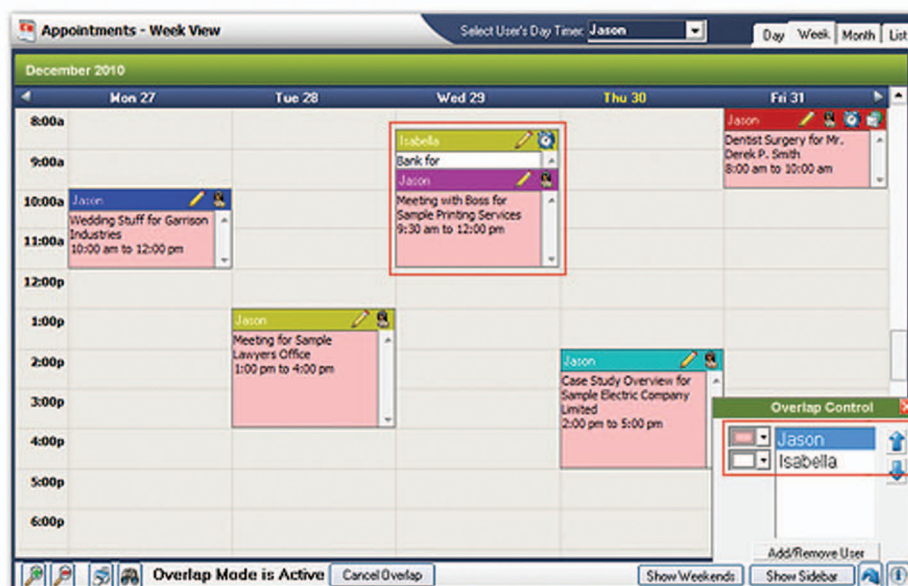 Appointments - Week View
Select User's Day Timer: Jason
Day Week Month List
December 2010
Mon 27 Tue 28 Wed 29 Thu 30 Fri 31
8:00a
9:00a
10:00a
11:00a
12:00p
1:00p
2:00p
3:00p
4:00p
5:00p
6:00p
Jason
Wedding Stuff for Garrison
Industries
10:00 am to 12:00 pm
Jason
Meeting for Sample
Lawyers Office
1:00 pm to 4:00 pm
Isabella
Bank for
Jason
Meeting with Boss for
Sample Printing Services
9:30 am to 12:00 pm
Jason
Case Study Overview for
Sample Electric Company
Limited
2:00 pm to 5:00 pm
Jason
Dentist Surgery for Mr.
Derek P. Smith
8:00 am to 10:00 am
Overlap Control
Jason
Isabella
Add/Remove User
Overlap Mode is Active Cancel Overlap Show Weekends Show Sidebar